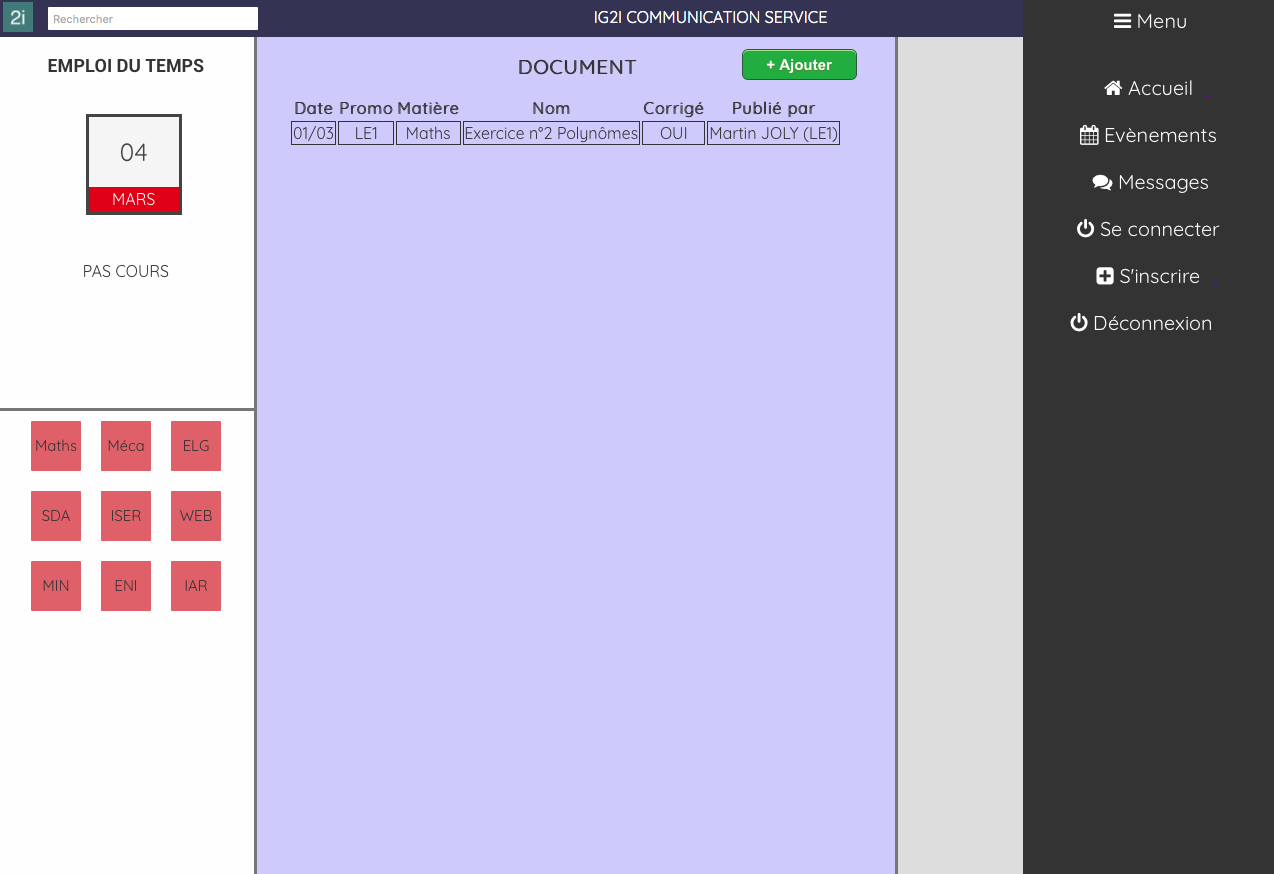 2i
Rechercher
IG2I COMMUNICATION SERVICE
EMPLOI DU TEMPS
04
MARS
PAS COURS
Maths Méca ELG
SDA ISER WEB
MIN ENI IAR
DOCUMENT
+ Ajouter
Date Promo Matière Nom Corrigé Publié par
01/03 LE1 Maths Exercice n°2 Polynômes OUI Martin JOLY (LE1)
Menu
Accueil
Evènements
Messages
Se connecter
S'inscrire
Déconnexion